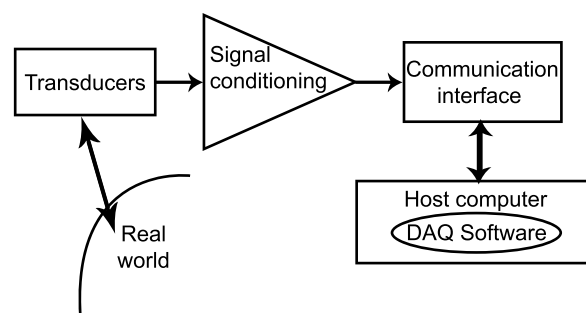 Transducers
Signal
conditioning
Communication
interface
Host computer
DAQ Software
Real
world